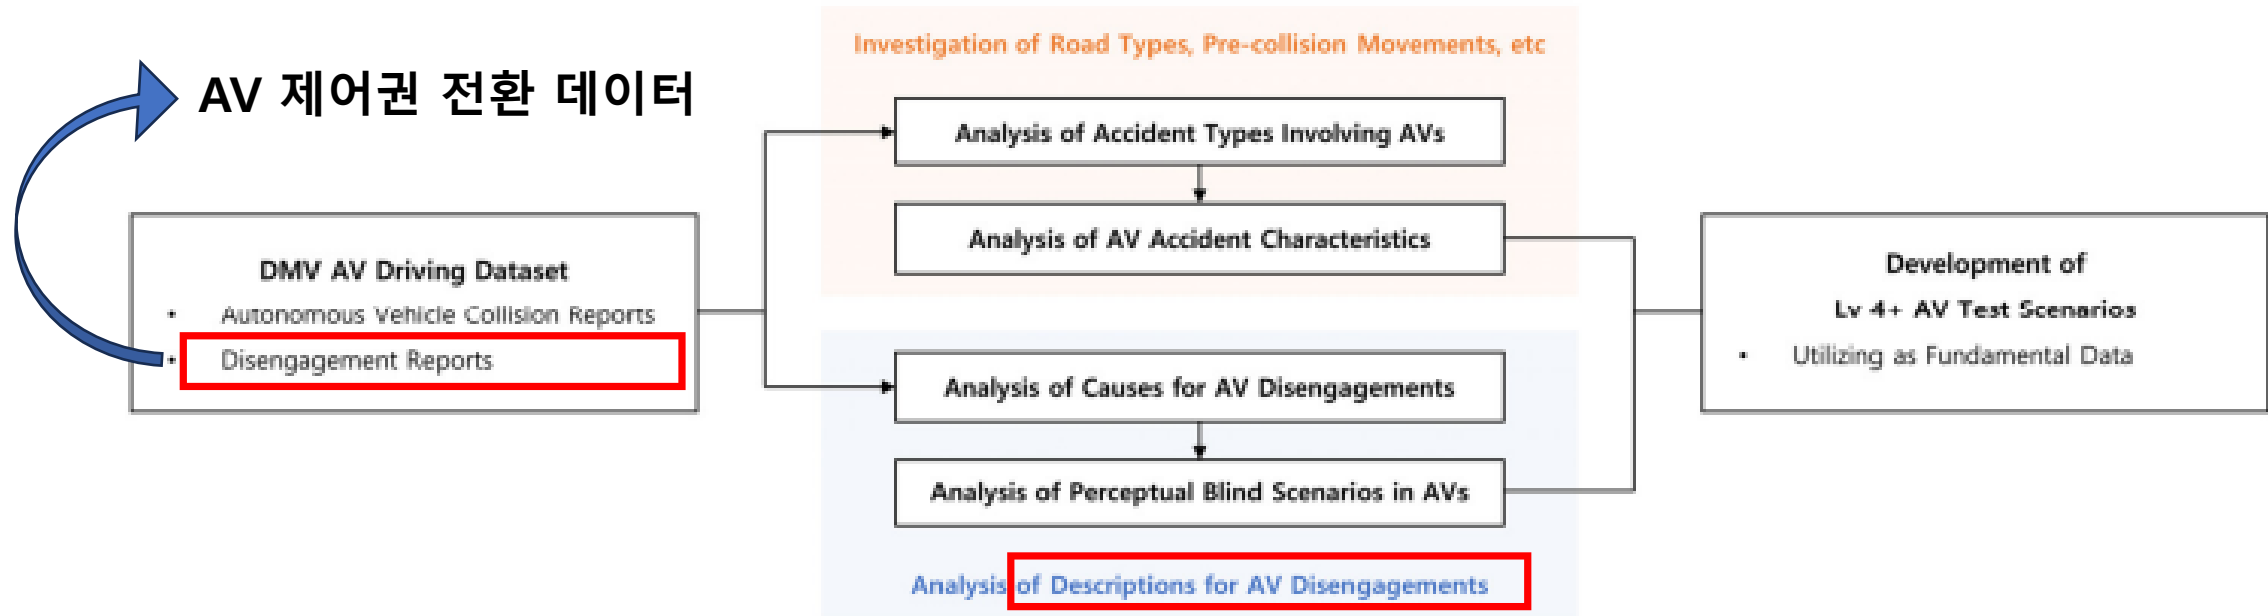 AV 제어권 전환 데이터
DMV AV Driving Dataset
• Autonomous Vehicle Collision Reports
• Disengagement Reports
Investigation of Road Types, Pre-collision Movements, etc
Analysis of Accident Types Involving AVs
Analysis of AV Accident Characteristics
Analysis of Causes for AV Disengagements
Analysis of Perceptual Blind Scenarios in AVs
Analysis of Descriptions for AV Disengagements
Development of
Lv 4+ AV Test Scenarios
• Utilizing as Fundamental Data